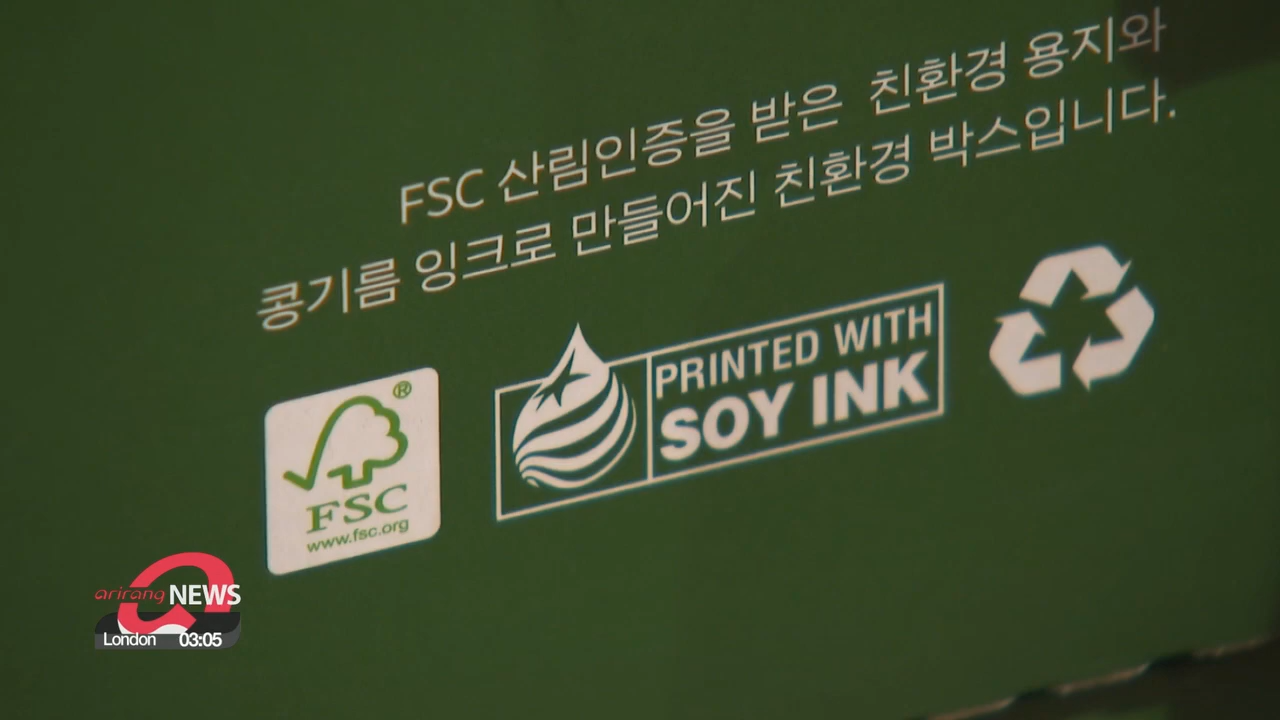 FSC 산림인증을 받은 친환경 용지와
콩기름 잉크로 만들어진 친환경 박스입니다.
®
FSC
www.fsc.org
PRINTED WITH
SOY INK
arirang NEWS
London 03:05